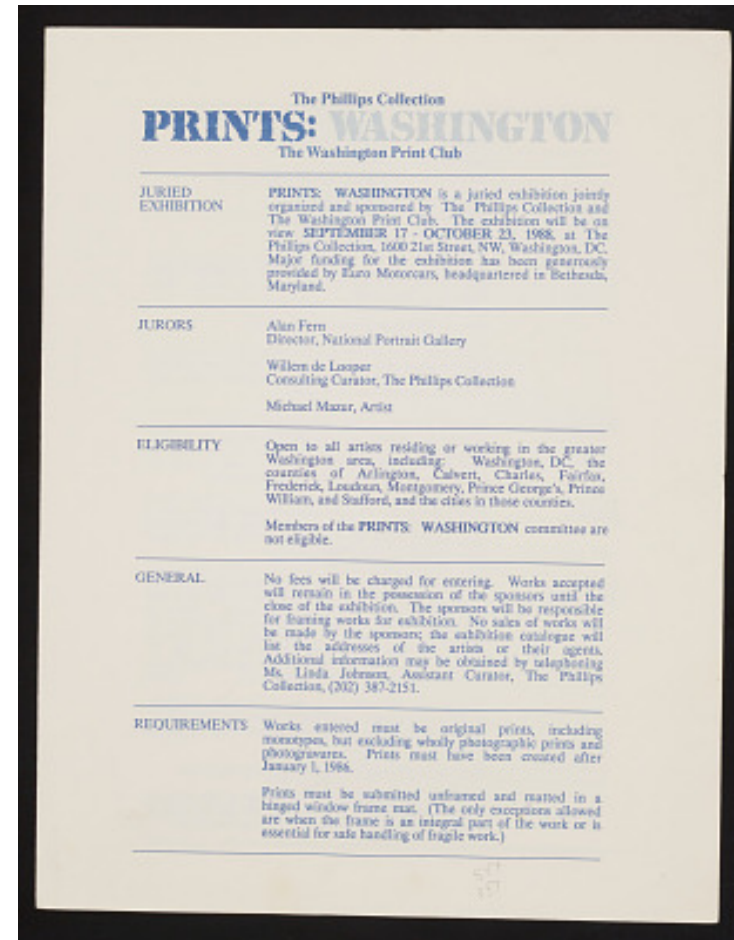 The Phillips Collection
PRINTS: WASHINGTON
The Washington Print Club
JURIED
EXHIBITION
PRINTS: WASHINGTON is a juried exhibition jointly
organized and sponsored by The Phillips Collection and
The Washington Print Club. The exhibition will be on
view SEPTEMBER 17 - OCTOBER 23, 1988, at The
Phillips Collection, 1600 21st Street, NW, Washington, DC.
Major funding for the exhibition has been generously
provided by Euro Motorcars, headquartered in Bethesda,
Maryland.
JURORS
Alan Fern
Director, National Portrait Gallery
Willem de Looper
Consulting Curator, The Phillips Collection
Michael Mazur, Artist
ELIGIBILITY
Open to all artists residing or working in the greater
Washington area, including: Washington, DC, the
counties of Arlington, Calvert, Charles, Fairfax,
Frederick, Loudoun, Montgomery, Prince George's, Prince
William, and Stafford, and the cities in those counties.
Members of the PRINTS: WASHINGTON committee are
not eligible.
GENERAL
No fees will be charged for entering. Works accepted
will remain in the possession of the sponsors until the
close of the exhibition. The sponsors will be responsible
for framing works for exhibition. No sales of works will
be made by the sponsors; the exhibition catalogue will
list the addresses of the artists or their agents.
Additional information may be obtained by telephoning
Ms. Linda Johnson, Assistant Curator, The Phillips
Collection, (202) 387-2151.
REQUIREMENTS
Works entered must be original prints, including
monotypes, but excluding wholly photographic prints and
photogravures. Prints must have been created after
January 1, 1986.
Prints must be submitted unframed and matted in a
hinged window frame mat. (The only exceptions allowed
are when the frame is an integral part of the work or is
essential for safe handling of fragile work.)